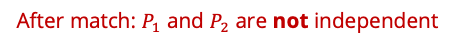 After match: P₁ and P₂ are not independent